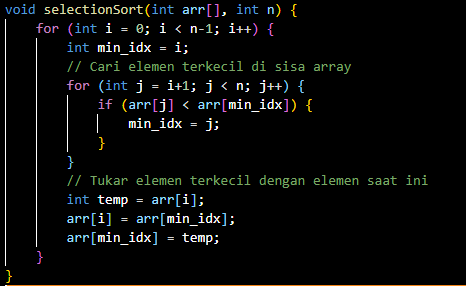 void selectionSort(int arr[], int n) {
    for (int i = 0; i < n-1; i++) {
        int min_idx = i;
        // Cari elemen terkecil di sisa array
        for (int j = i+1; j < n; j++) {
            if (arr[j] < arr[min_idx]) {
                min_idx = j;
            }
        }
        // Tukar elemen terkecil dengan elemen saat ini
        int temp = arr[i];
        arr[i] = arr[min_idx];
        arr[min_idx] = temp;
    }
}